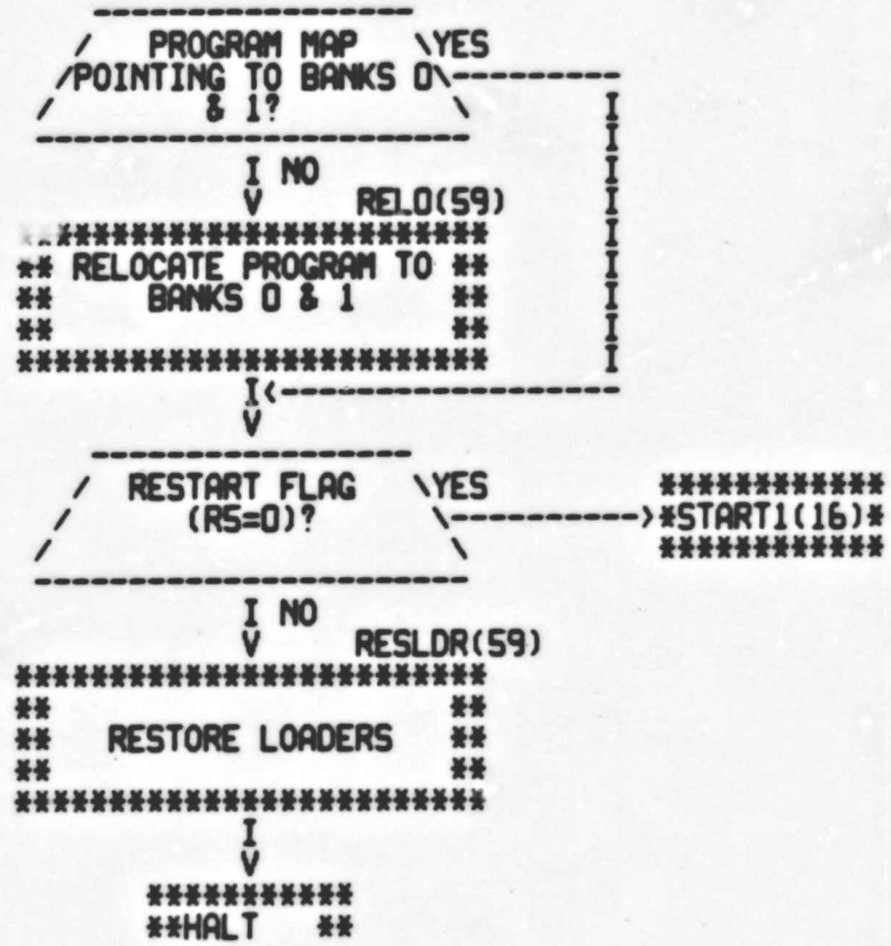 PROGRAM MAP YES
POINTING TO BANKS 0
& 1?
I NO
V RELO(59)
** RELOCATE PROGRAM TO **
** BANKS 0 & 1 **
I<
V
RESTART FLAG YES
(R5=0)? >*START1(16)*
I NO
V RESLDR(59)
** RESTORE LOADERS **
I
V
**HALT **